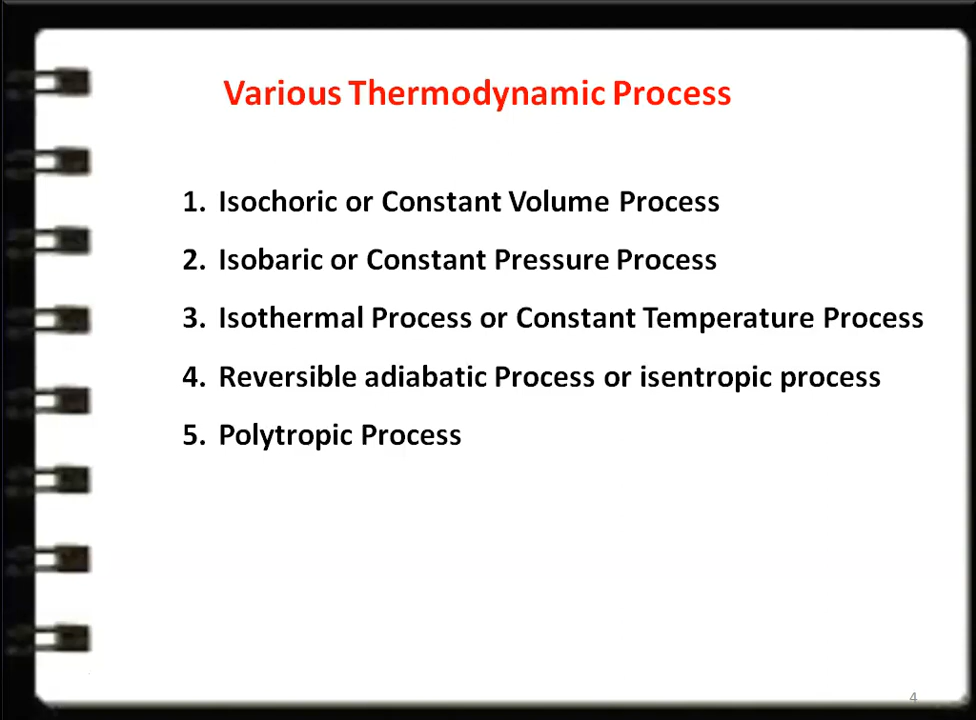 Various Thermodynamic Process
1. Isochoric or Constant Volume Process
2. Isobaric or Constant Pressure Process
3. Isothermal Process or Constant Temperature Process
4. Reversible adiabatic Process or isentropic process
5. Polytropic Process
4